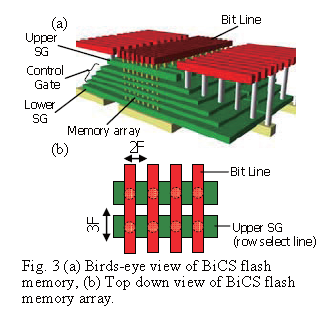 (a)
Bit Line
Upper
SG
Control
Gate
Lower
SG
Memory array
(b)
2F
Bit Line
3F
Upper SG
(row select line)
Fig. 3 (a) Birds-eye view of BiCS flash
memory, (b) Top down view of BiCS flash
memory array.